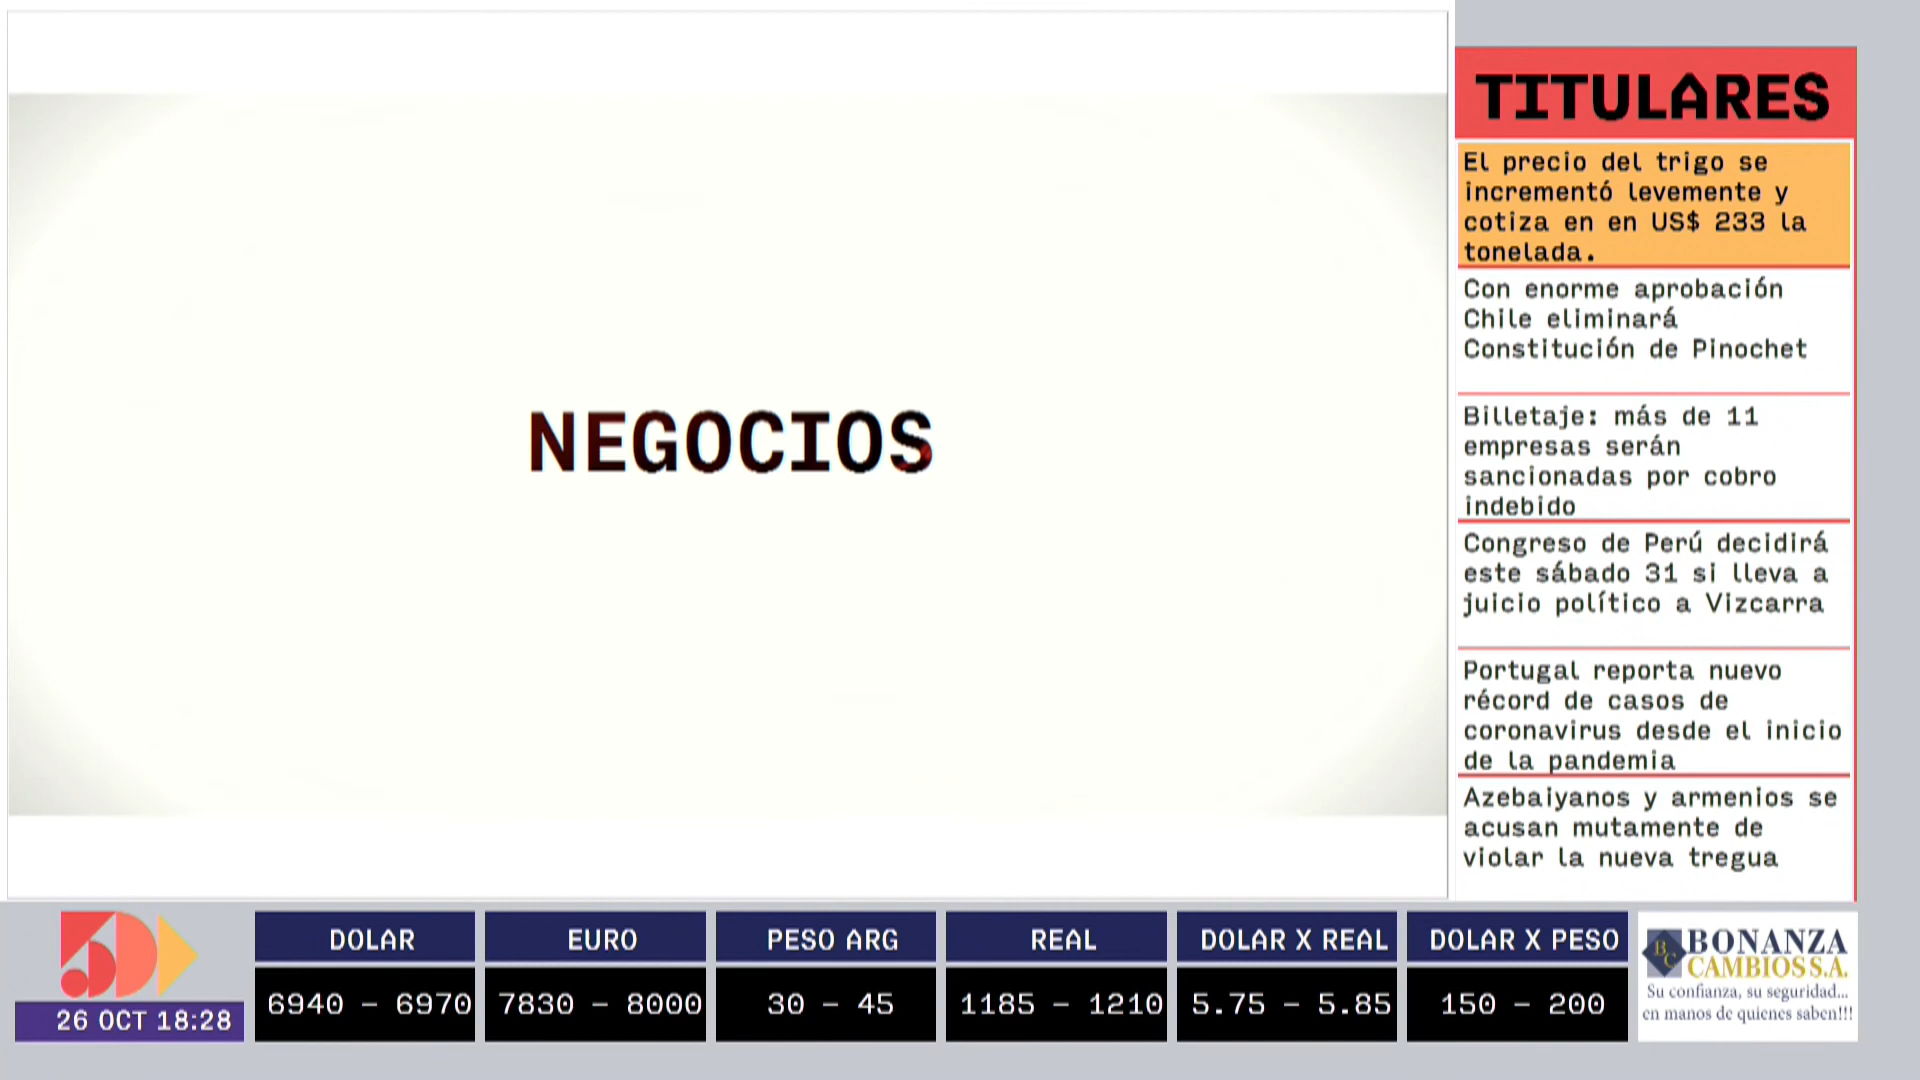 NEGOCIOS
TITULARES
El precio del trigo se
incrementó levemente y
cotiza en en US$ 233 la
tonelada.
Con enorme aprobación
Chile eliminará
Constitución de Pinochet
Billetaje: más de 11
empresas serán
sancionadas por cobro
indebido
Congreso de Perú decidirá
este sábado 31 si lleva a
juicio político a Vizcarra
Portugal reporta nuevo
récord de casos de
coronavirus desde el inicio
de la pandemia
Azebaiyanos y armenios se
acusan mutamente de
violar la nueva tregua
5D
26 OCT 18:28
DOLAR
6940 - 6970
EURO
7830 - 8000
PESO ARG
30 - 45
REAL
1185 - 1210
DOLAR X REAL
5.75 - 5.85
DOLAR X PESO
150 - 200
BC
BONANZA
CAMBIOS S.A.
Su confianza, su seguridad...
en manos de quienes saben!!!